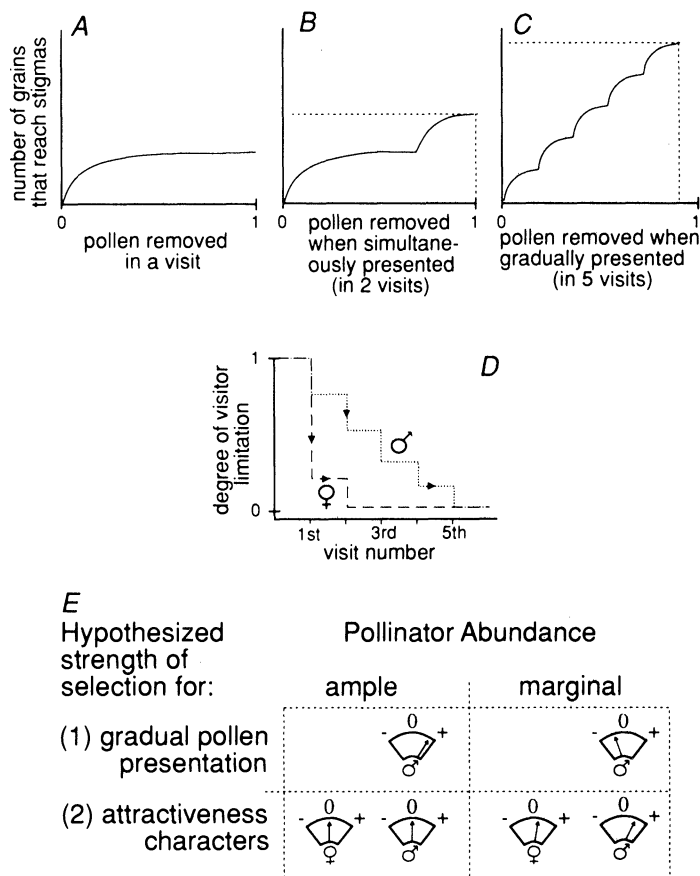 A
B
C
number of grains
that reach stigmas
0
1
pollen removed
in a visit
0
1
pollen removed
when simultane-
ously presented
(in 2 visits)
0
1
pollen removed when
gradually presented
(in 5 visits)
D
degree of visitor
limitation
1
0
♂
♀
1st
3rd
5th
visit number
E
Hypothesized
strength of
selection for:
Pollinator Abundance
ample
marginal
(1) gradual pollen
presentation
- 0 +
♂
- 0 +
♂
(2) attractiveness
characters
- 0 +
♀
- 0 +
♂
- 0 +
♀
- 0 +
♂